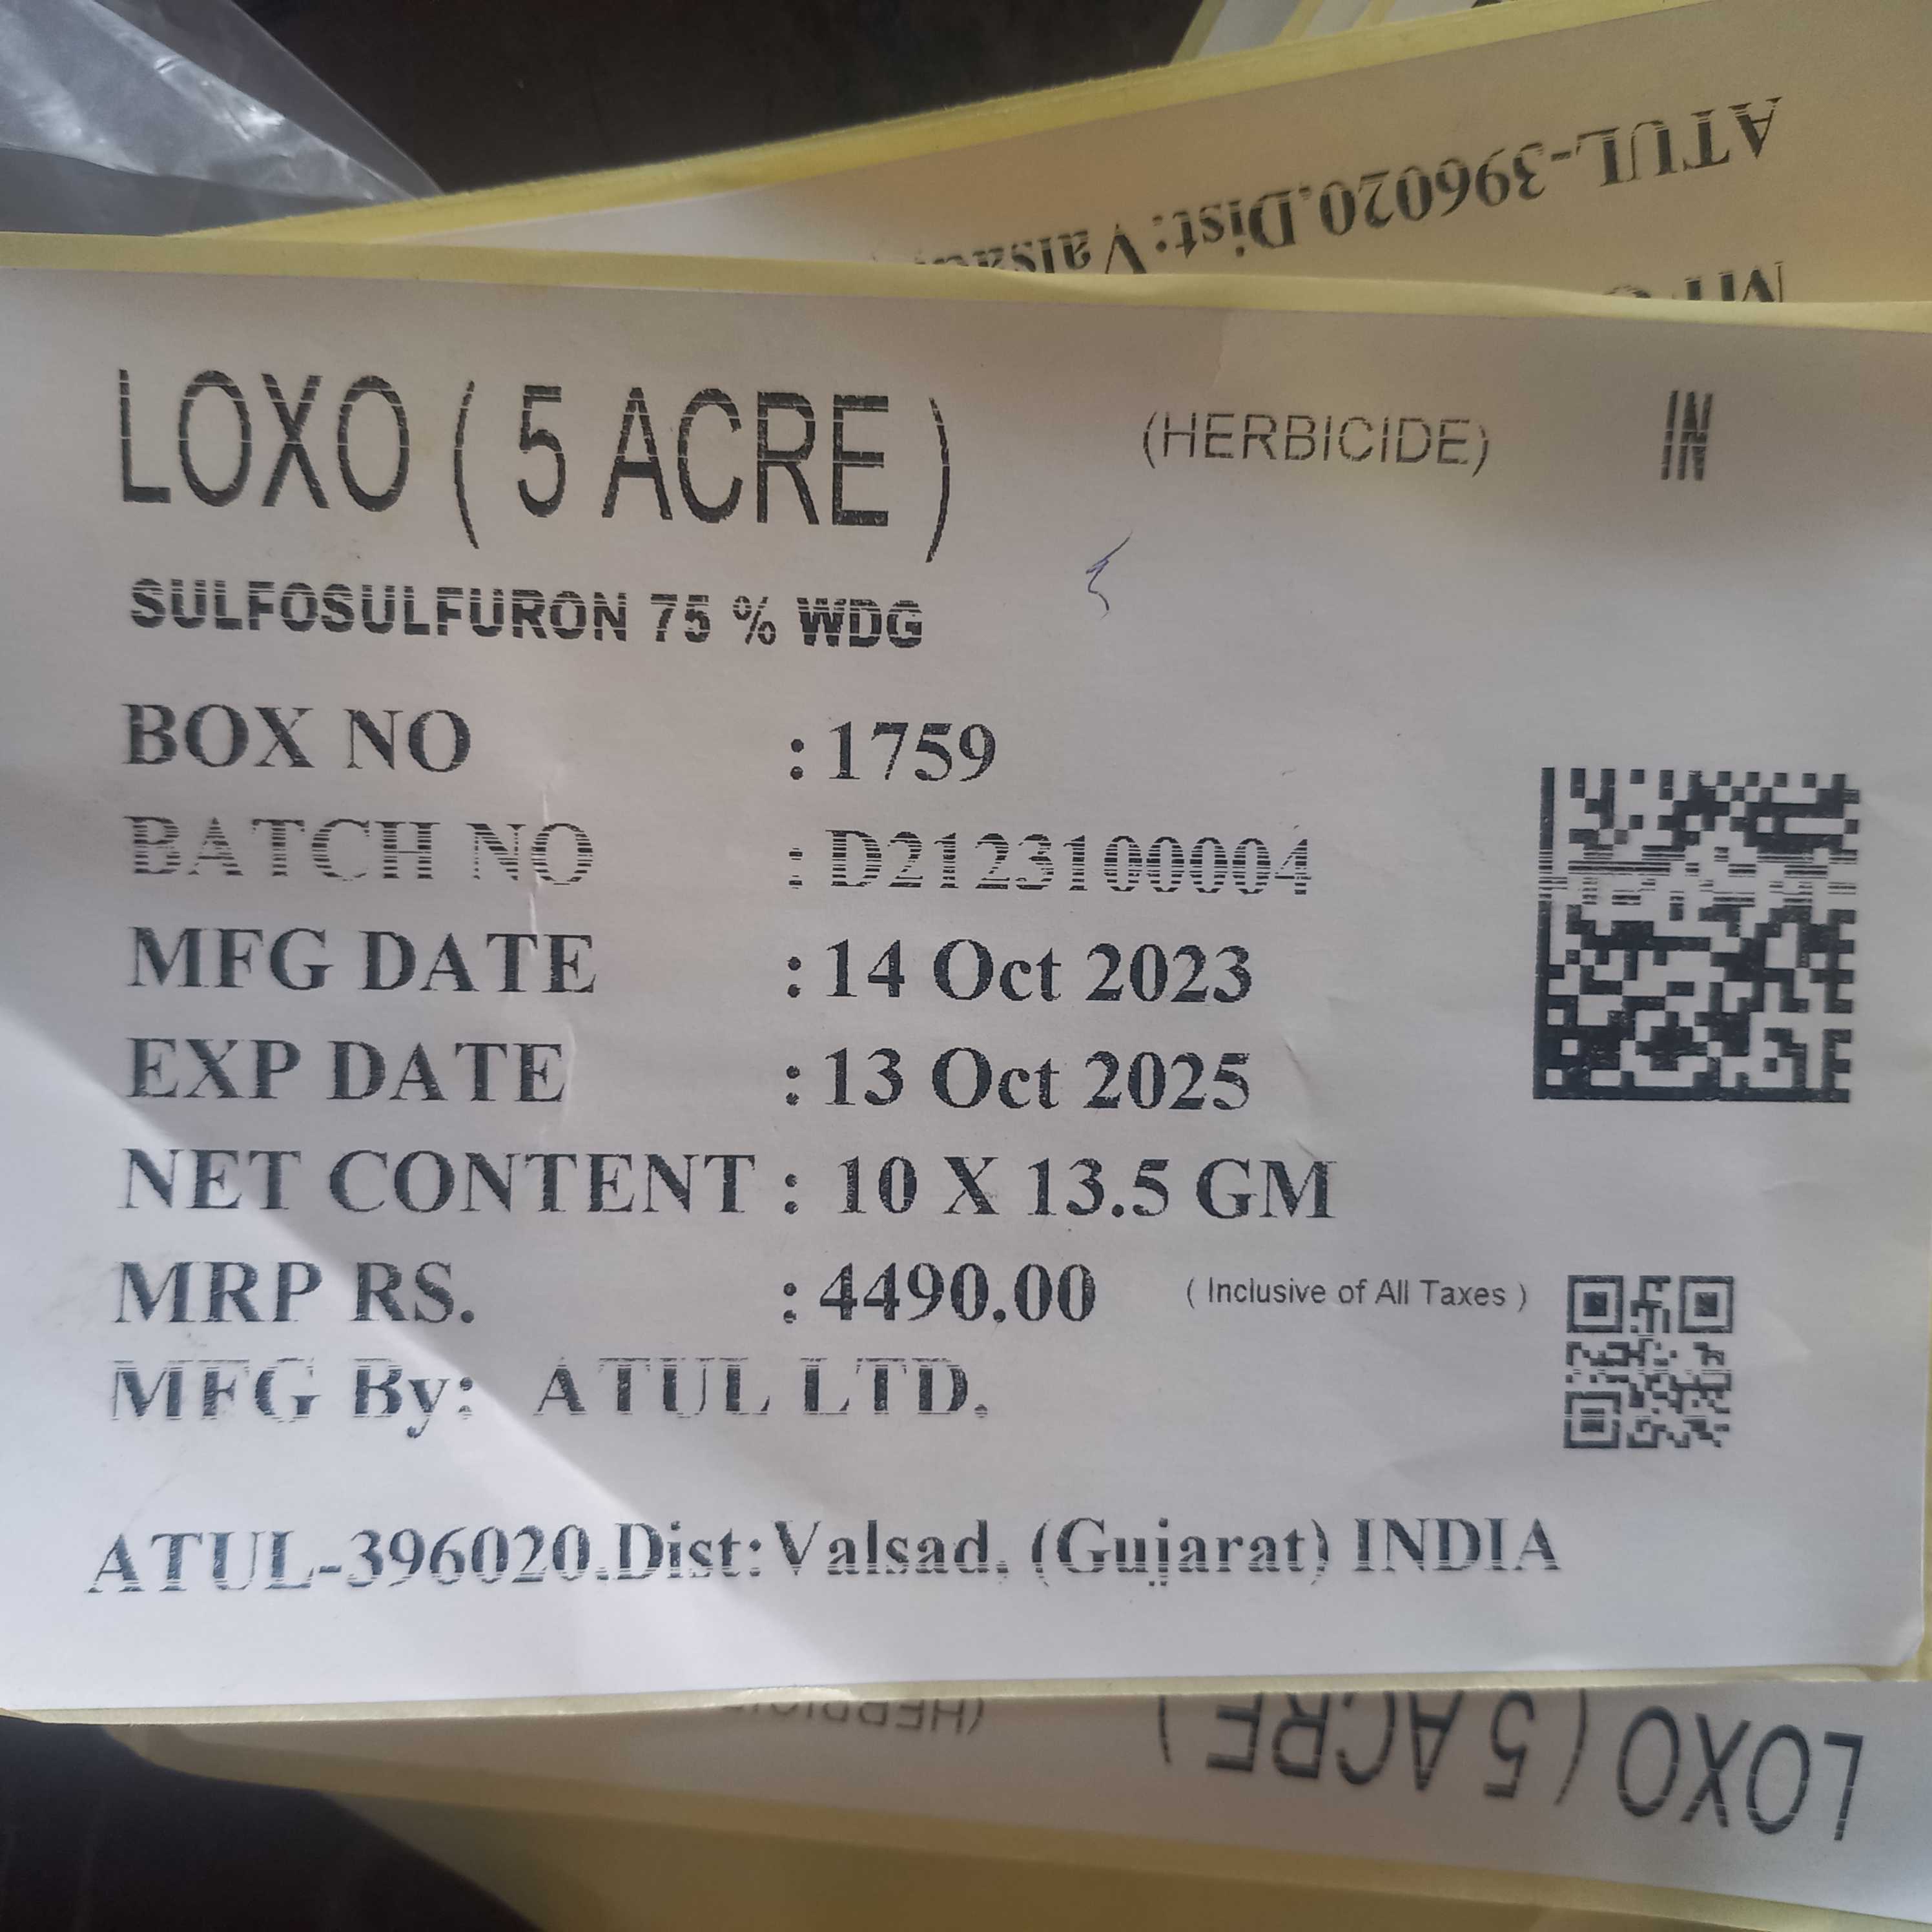 ATUL-396020.Dist:
LOXO ( 5 ACRE ) (HERBICIDE) IN
SULFOSULFURON 75 % WDG
BOX NO : 1759
BATCH NO : D2123100004
MFG DATE : 14 Oct 2023
EXP DATE : 13 Oct 2025
NET CONTENT : 10 X 13.5 GM
MRP RS. : 4490.00 ( Inclusive of All Taxes )
MFG By: ATUL LTD.
ATUL-396020.Dist:Valsad. (Gujarat) INDIA
LOXO ( 5 ACRE )